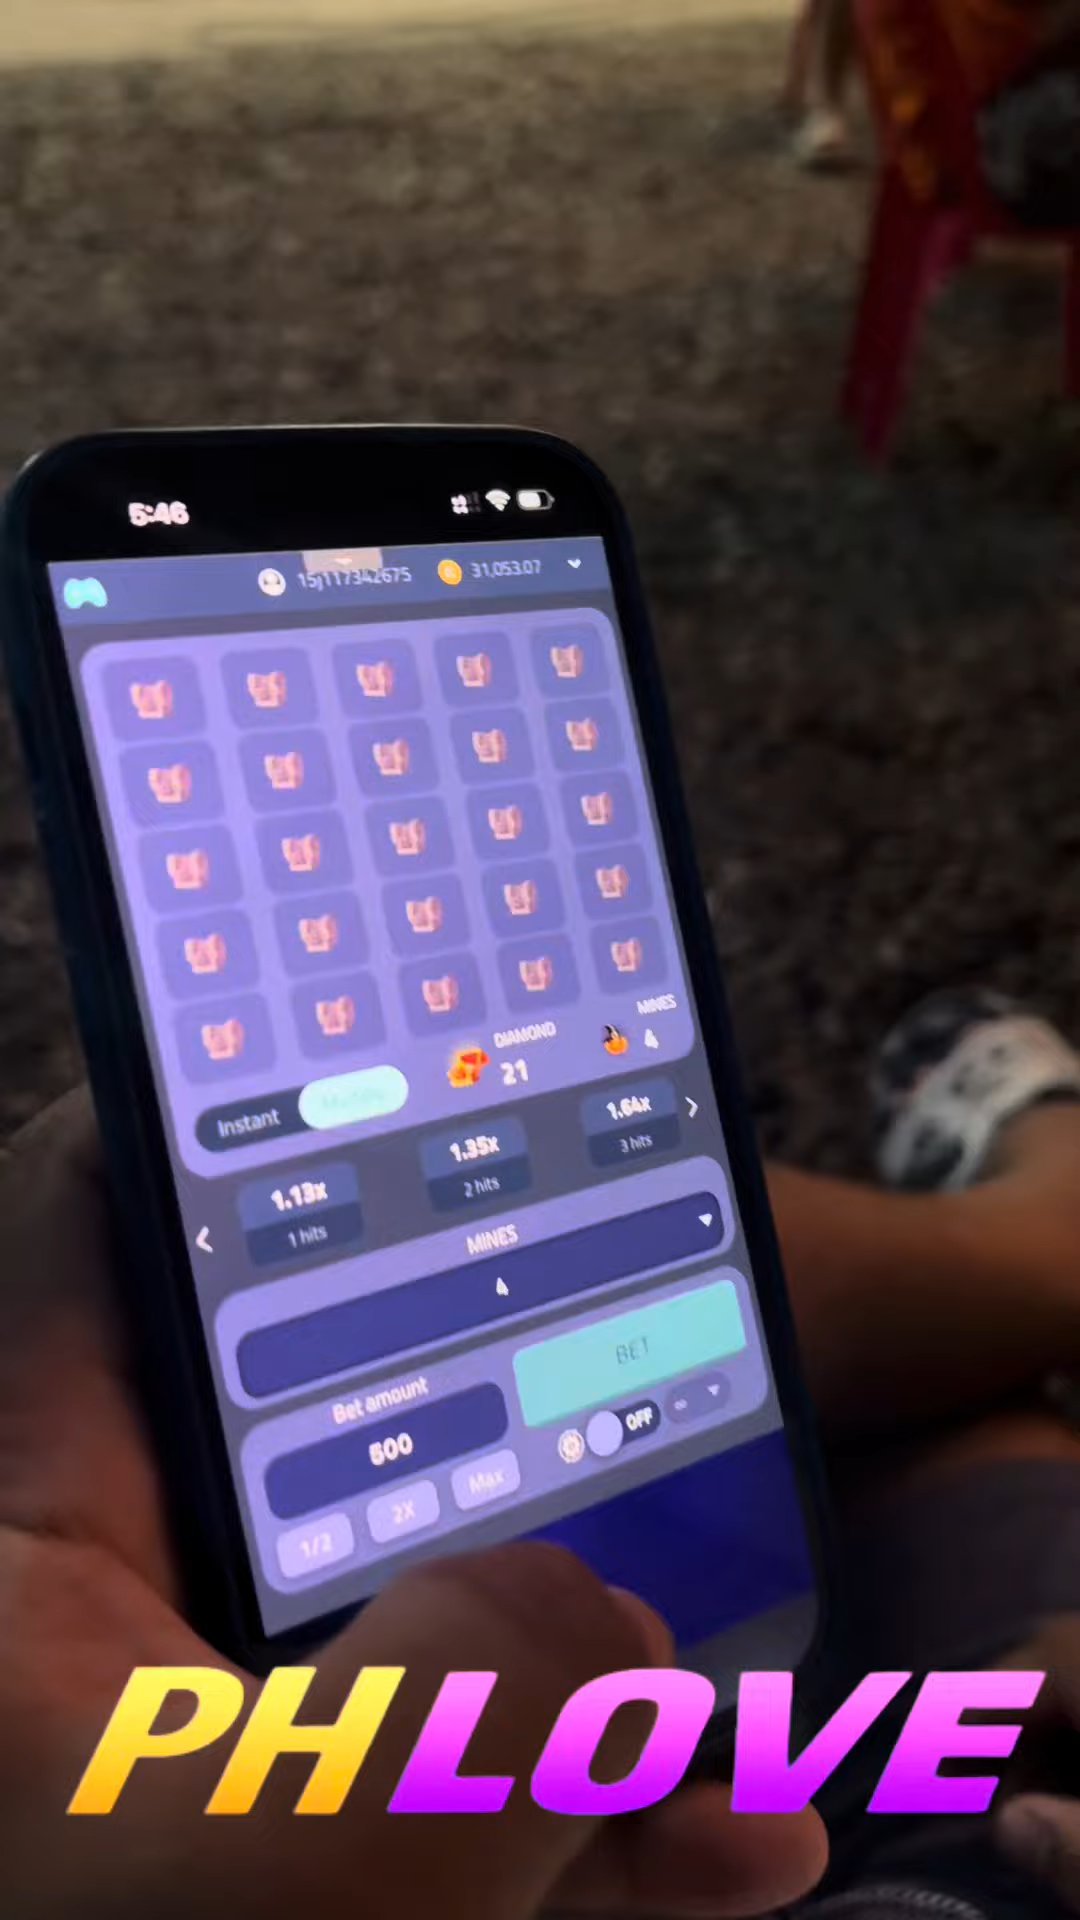 5:46
15j117342675 31,053.07
MINES
DIAMOND
4
21
Instant
1.13x 1.35x 1.64x
1 hits 2 hits 3 hits
MINES
4
BET
Bet amount
500
OFF
1/2 2X Max
PHLOVE